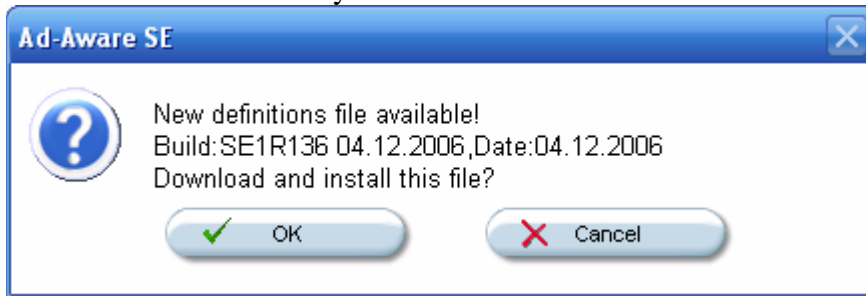 Ad-Aware SE
New definitions file available!
Build:SE1R136 04.12.2006,Date:04.12.2006
Download and install this file?
OK
Cancel